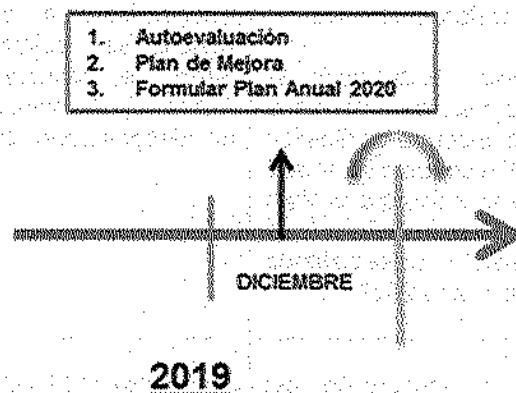 1. Autoevaluación
2. Plan de Mejora
3. Formular Plan Anual 2020
DICIEMBRE
2019